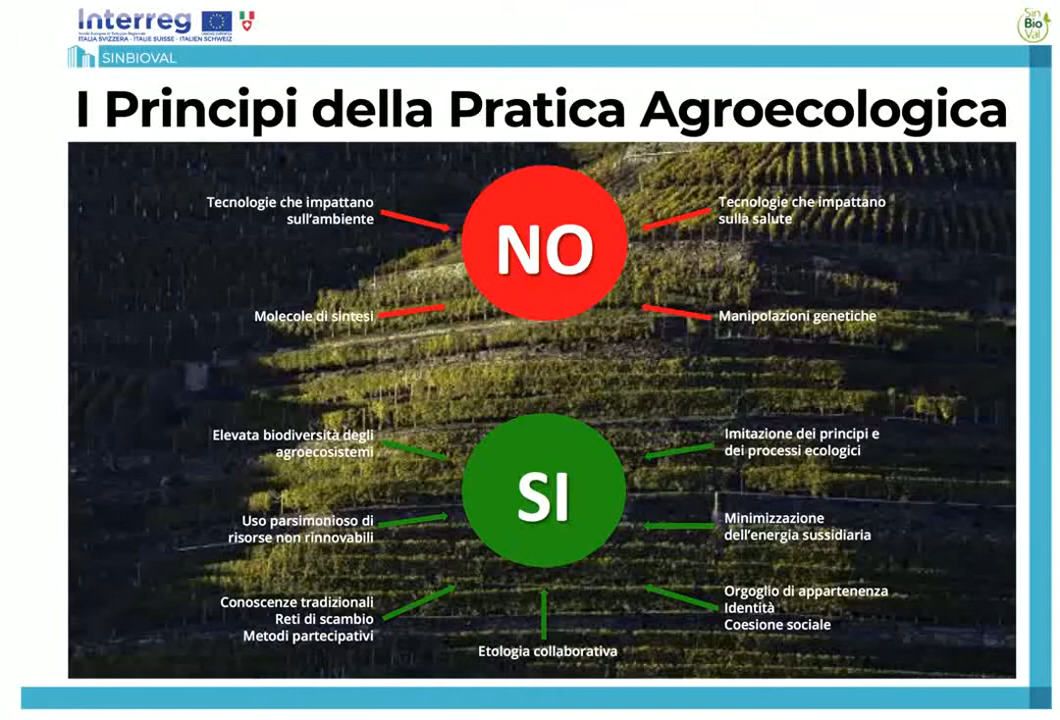 Interreg
ITALIA SVIZZERA - ITALIE SUISSE - ITALIEN SCHWEIZ
Sin
Bio
Val
SINBIOVAL
I Principi della Pratica Agroecologica
Tecnologie che impattano
sull'ambiente
Tecnologie che impattano
sulla salute
NO
Molecole di sintesi
Manipolazioni genetiche
Elevata biodiversità degli
agroecosistemi
Imitazione dei principi e
dei processi ecologici
SI
Uso parsimonioso di
risorse non rinnovabili
Minimizzazione
dell'energia sussidiaria
Conoscenze tradizionali
Reti di scambio
Metodi partecipativi
Orgoglio di appartenenza
Identità
Coesione sociale
Etologia collaborativa